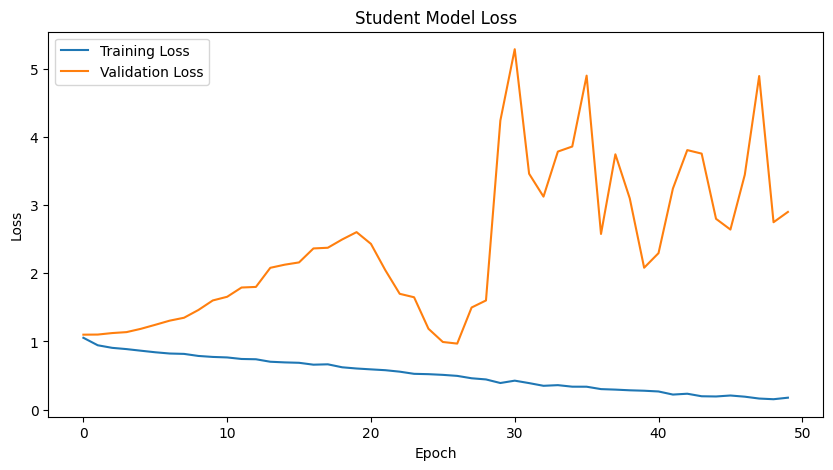 Student Model Loss
Training Loss
Validation Loss
5
4
3
2
1
0
Loss
0 10 20 30 40 50
Epoch